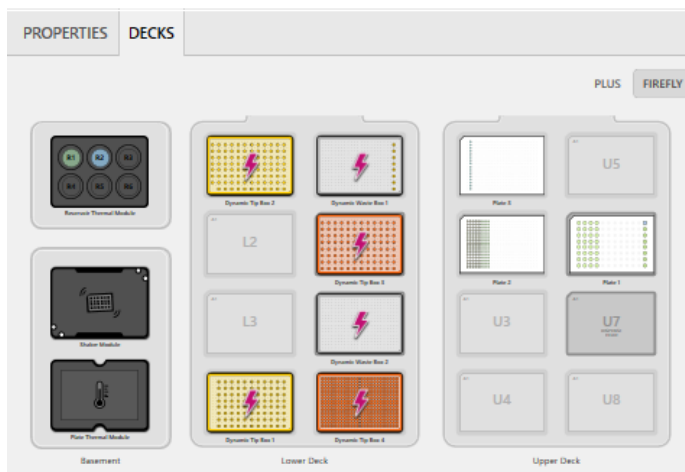 PROPERTIES DECKS
PLUS FIREFLY
R1 R2 R3
R4 R5 R6
Reservoir Thermal Module
Shaker Module
Plate Thermal Module
Basement
Dynamic Tip Box 2
Dynamic Waste Box 1
L2
Dynamic Tip Box 3
L3
Dynamic Waste Box 2
Dynamic Tip Box 1
Dynamic Tip Box 4
Lower Deck
Plate 3
U5
Plate 2
Plate 1
U3
U7
U4
U8
Upper Deck